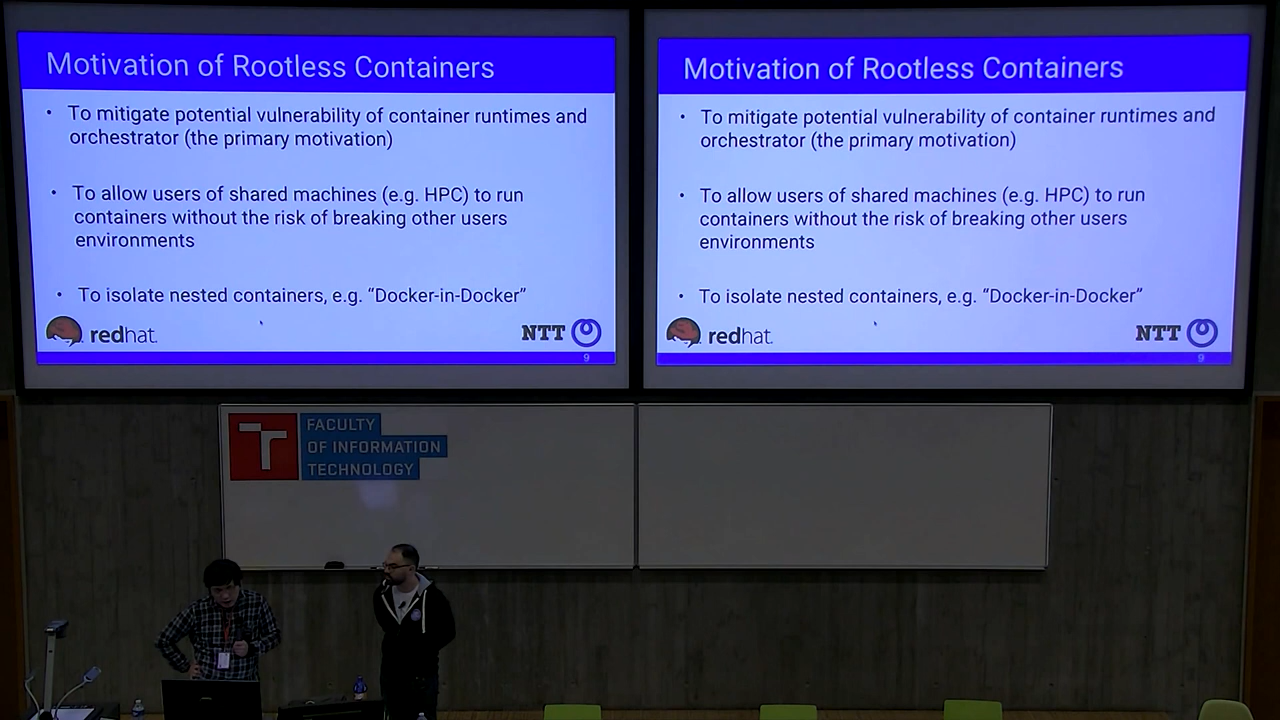 Motivation of Rootless Containers
• To mitigate potential vulnerability of container runtimes and
orchestrator (the primary motivation)
• To allow users of shared machines (e.g. HPC) to run
containers without the risk of breaking other users
environments
• To isolate nested containers, e.g. “Docker-in-Docker”
redhat.
NTT
9
Motivation of Rootless Containers
• To mitigate potential vulnerability of container runtimes and
orchestrator (the primary motivation)
• To allow users of shared machines (e.g. HPC) to run
containers without the risk of breaking other users
environments
• To isolate nested containers, e.g. “Docker-in-Docker”
redhat.
NTT
9
T
FACULTY
OF INFORMATION
TECHNOLOGY